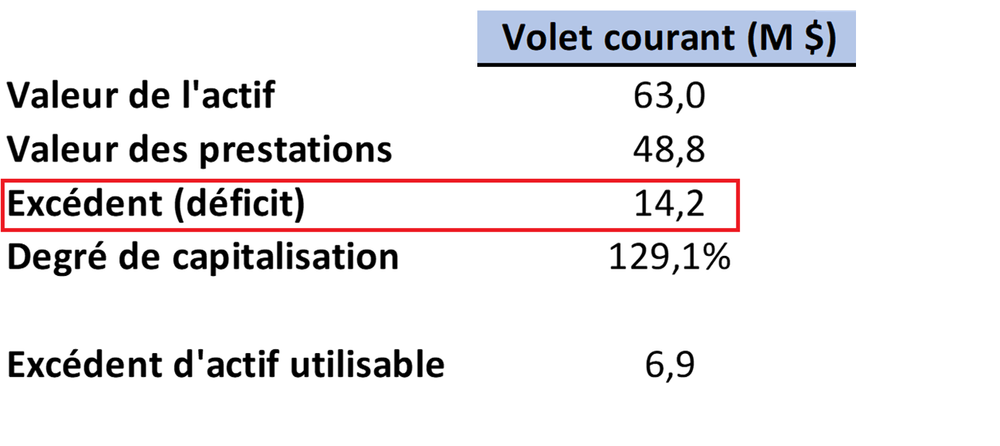 Volet courant (M $)
Valeur de l'actif 63,0
Valeur des prestations 48,8
Excédent (déficit) 14,2
Degré de capitalisation 129,1%
Excédent d'actif utilisable 6,9